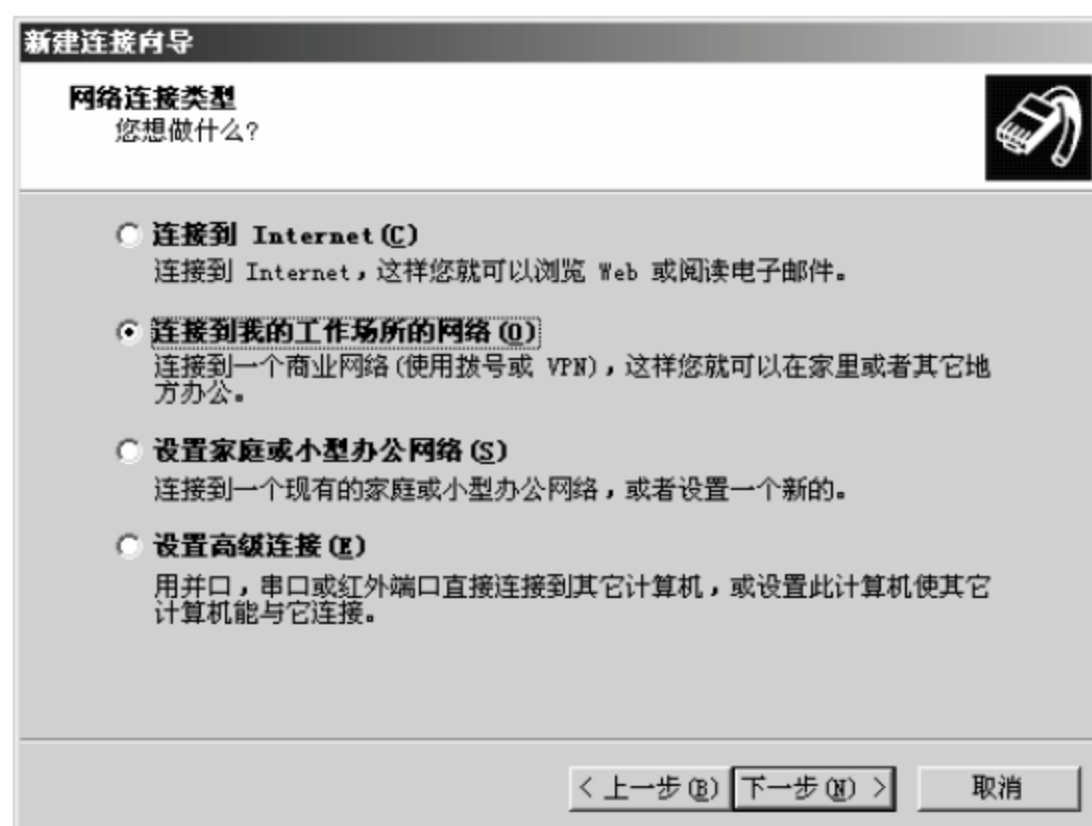 新建连接向导
网络连接类型
您想做什么?
连接到 Internet(C)
连接到 Internet，这样您就可以浏览 Web 或阅读电子邮件。
连接到我的工作场所的网络(O)
连接到一个商业网络(使用拨号或 VPN)，这样您就可以在家里或者其它地
方办公。
设置家庭或小型办公网络(S)
连接到一个现有的家庭或小型办公网络，或者设置一个新的。
设置高级连接(E)
用并口，串口或红外端口直接连接到其它计算机，或设置此计算机使其它
计算机能与它连接。
< 上一步(B) 下一步(N) > 取消